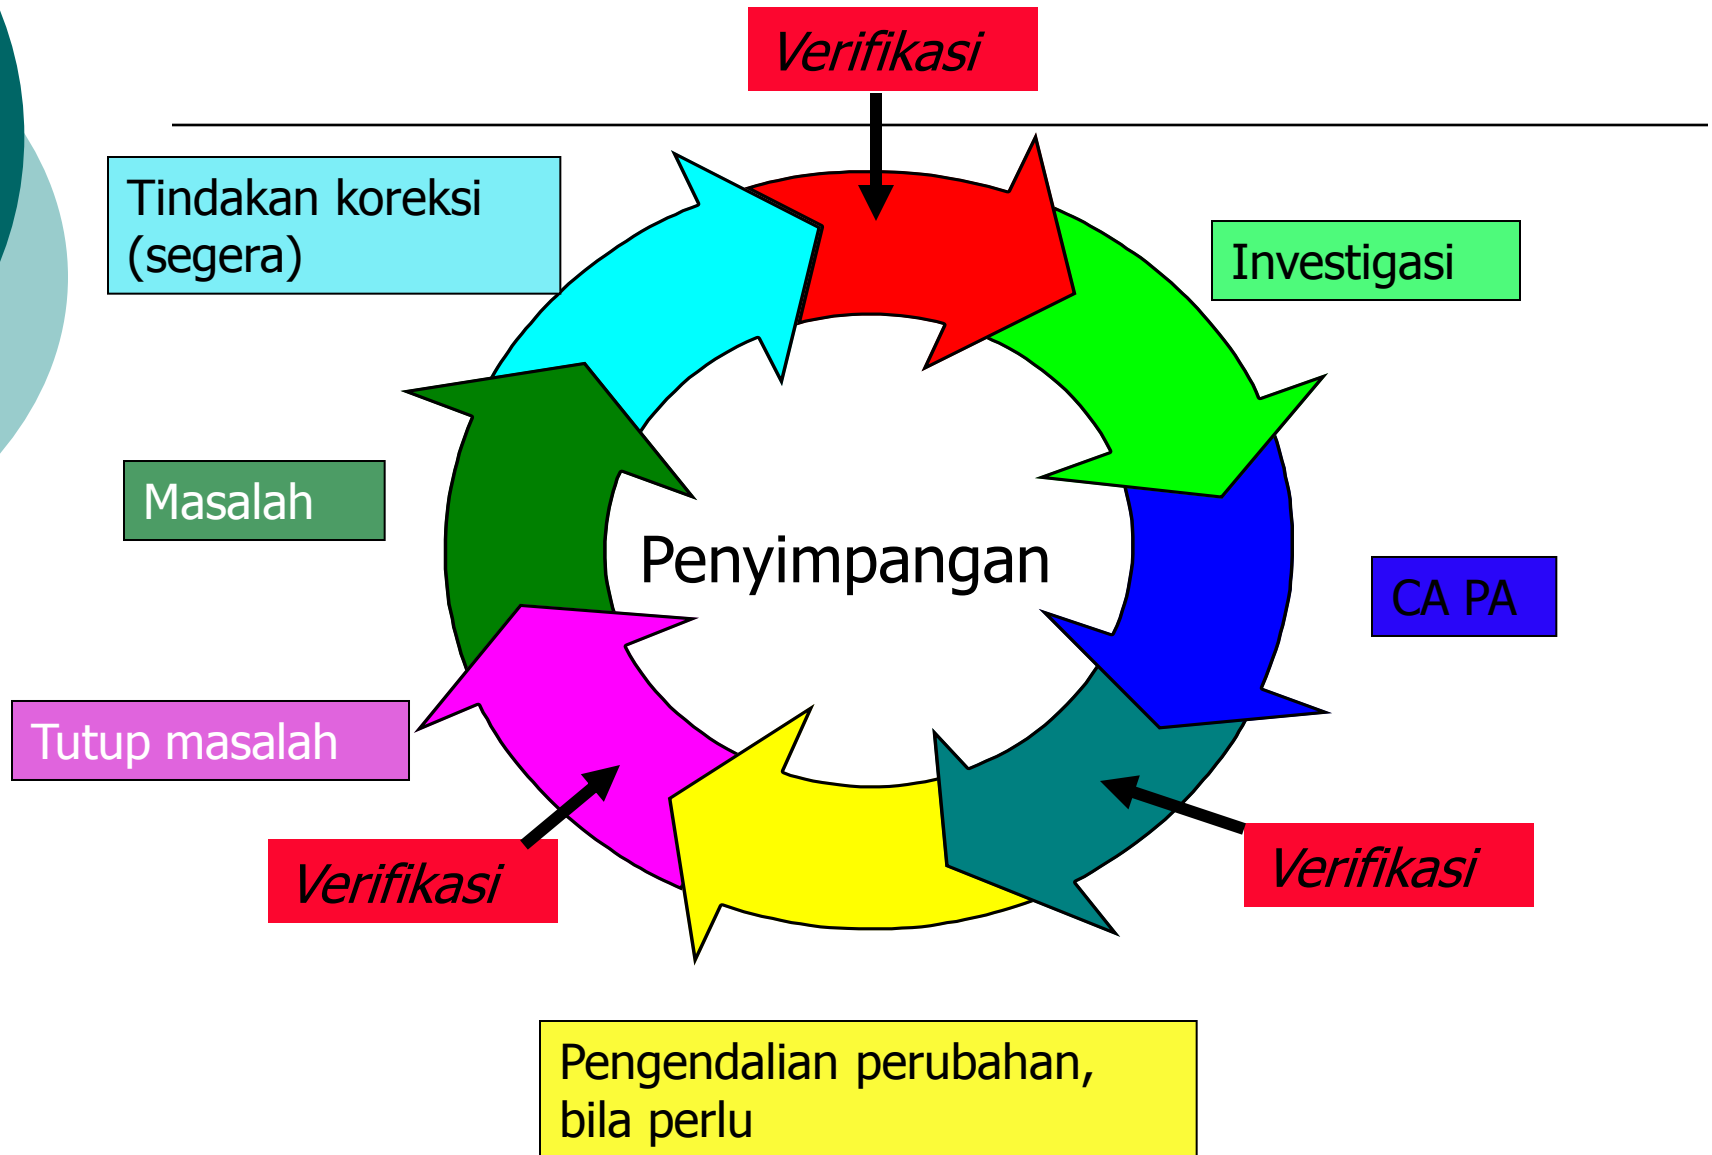 Verifikasi
Tindakan koreksi
(segera)
Investigasi
Masalah
Penyimpangan
CA PA
Tutup masalah
Verifikasi
Verifikasi
Pengendalian perubahan,
bila perlu